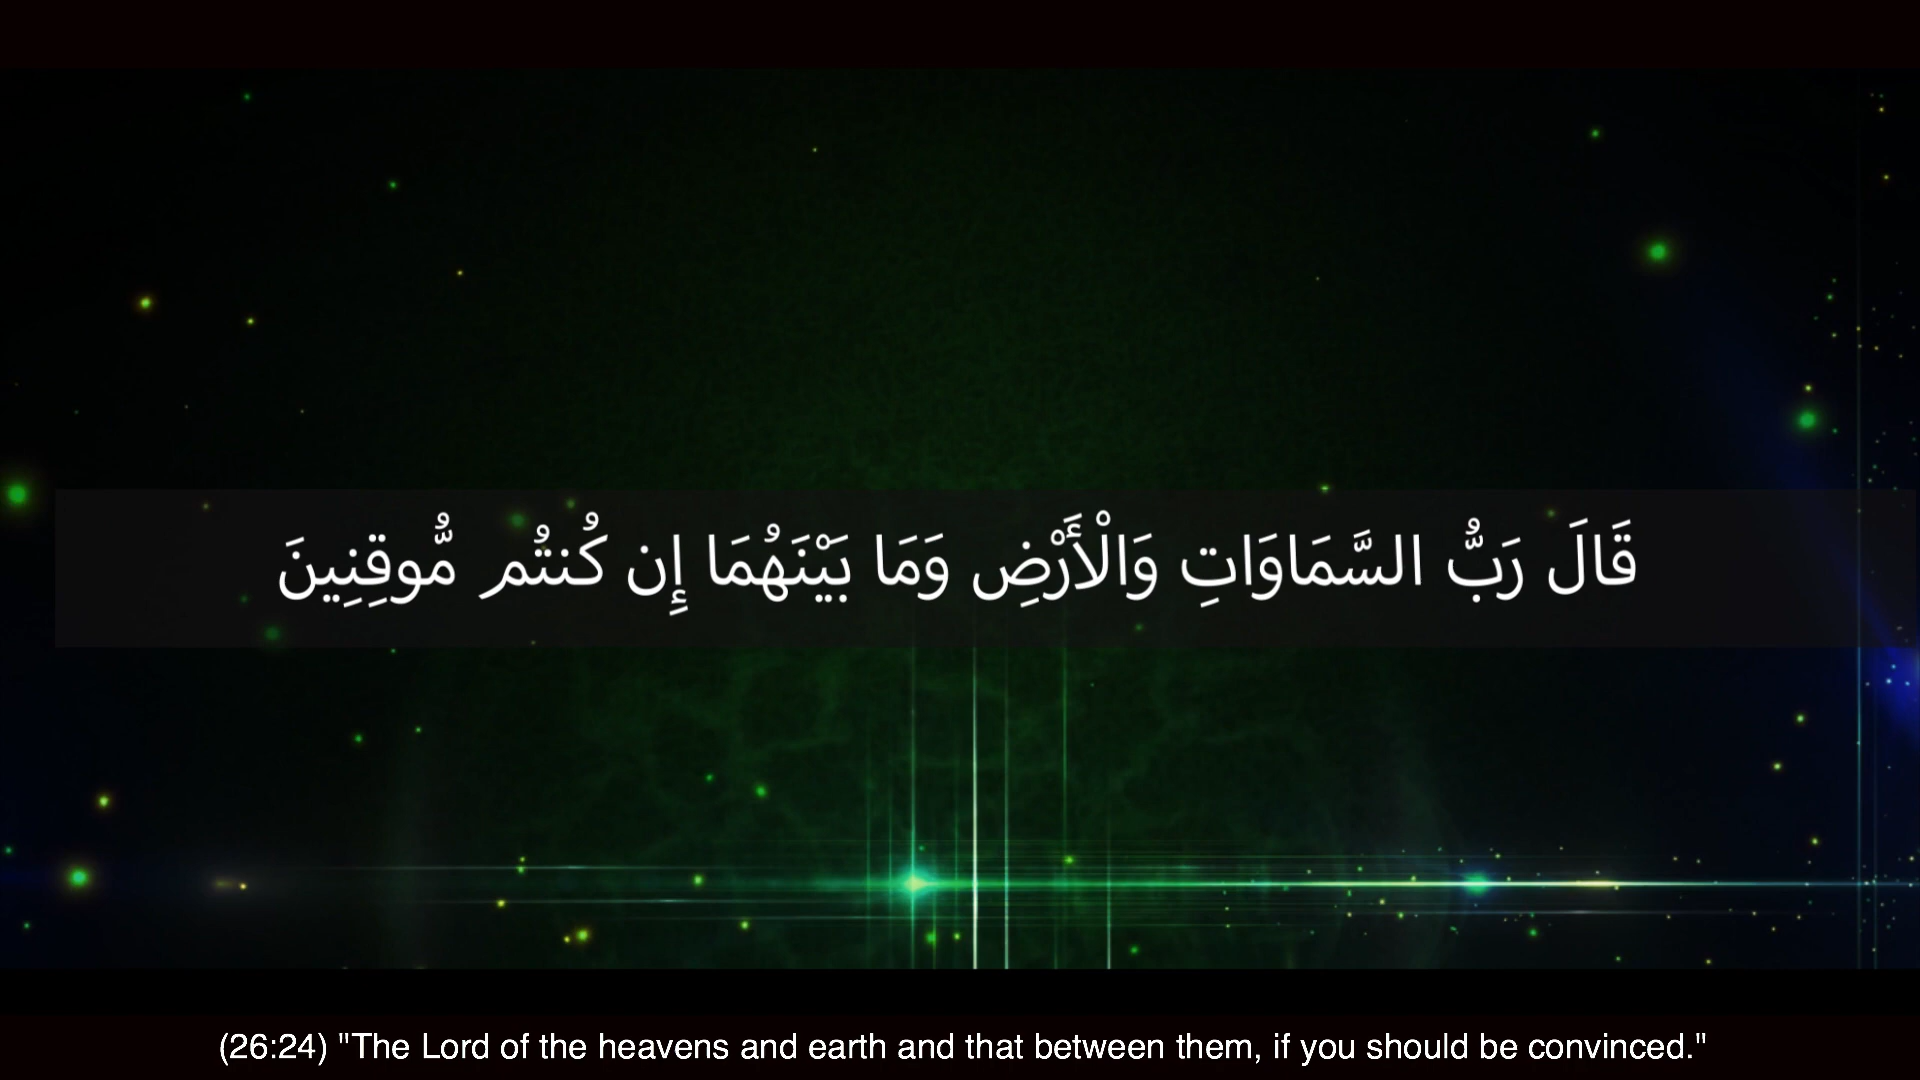 قَالَ رَبُّ السَّمَاوَاتِ وَالْأَرْضِ وَمَا بَيْنَهُمَا إِن كُنتُم مُّوقِنِينَ
(26:24) "The Lord of the heavens and earth and that between them, if you should be convinced."